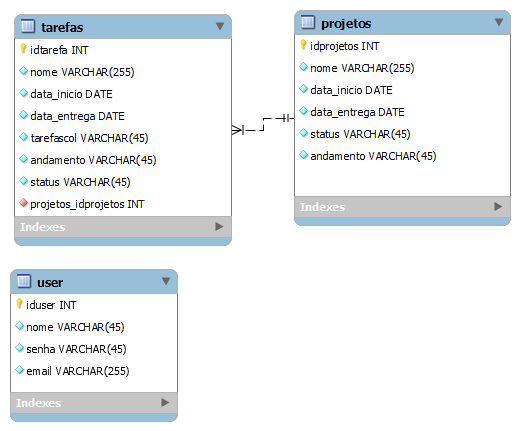 tarefas
idtarefa INT
nome VARCHAR(255)
data_inicio DATE
data_entrega DATE
tarefascol VARCHAR(45)
andamento VARCHAR(45)
status VARCHAR(45)
projetos_idprojetos INT
Indexes
projetos
idprojetos INT
nome VARCHAR(255)
data_inicio DATE
data_entrega DATE
status VARCHAR(45)
andamento VARCHAR(45)
Indexes
user
iduser INT
nome VARCHAR(45)
senha VARCHAR(45)
email VARCHAR(255)
Indexes